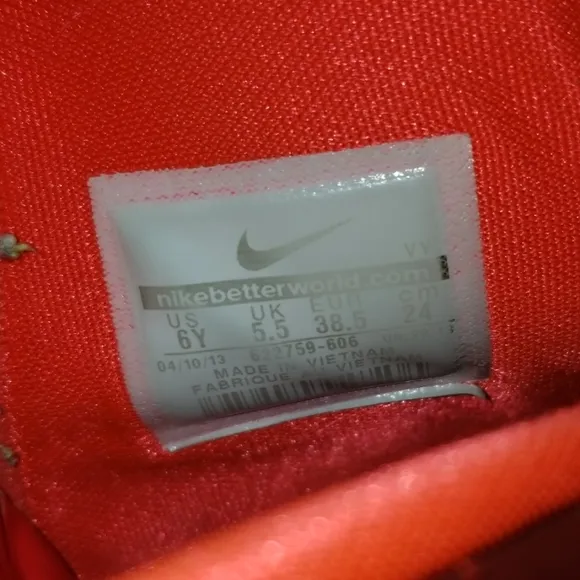 VY
nikebetterworld.com
US UK EUR cm
6Y 5.5 38.5 24
04/10/13
MADE IN VIETNAM
FABRIQUE VIETNAM